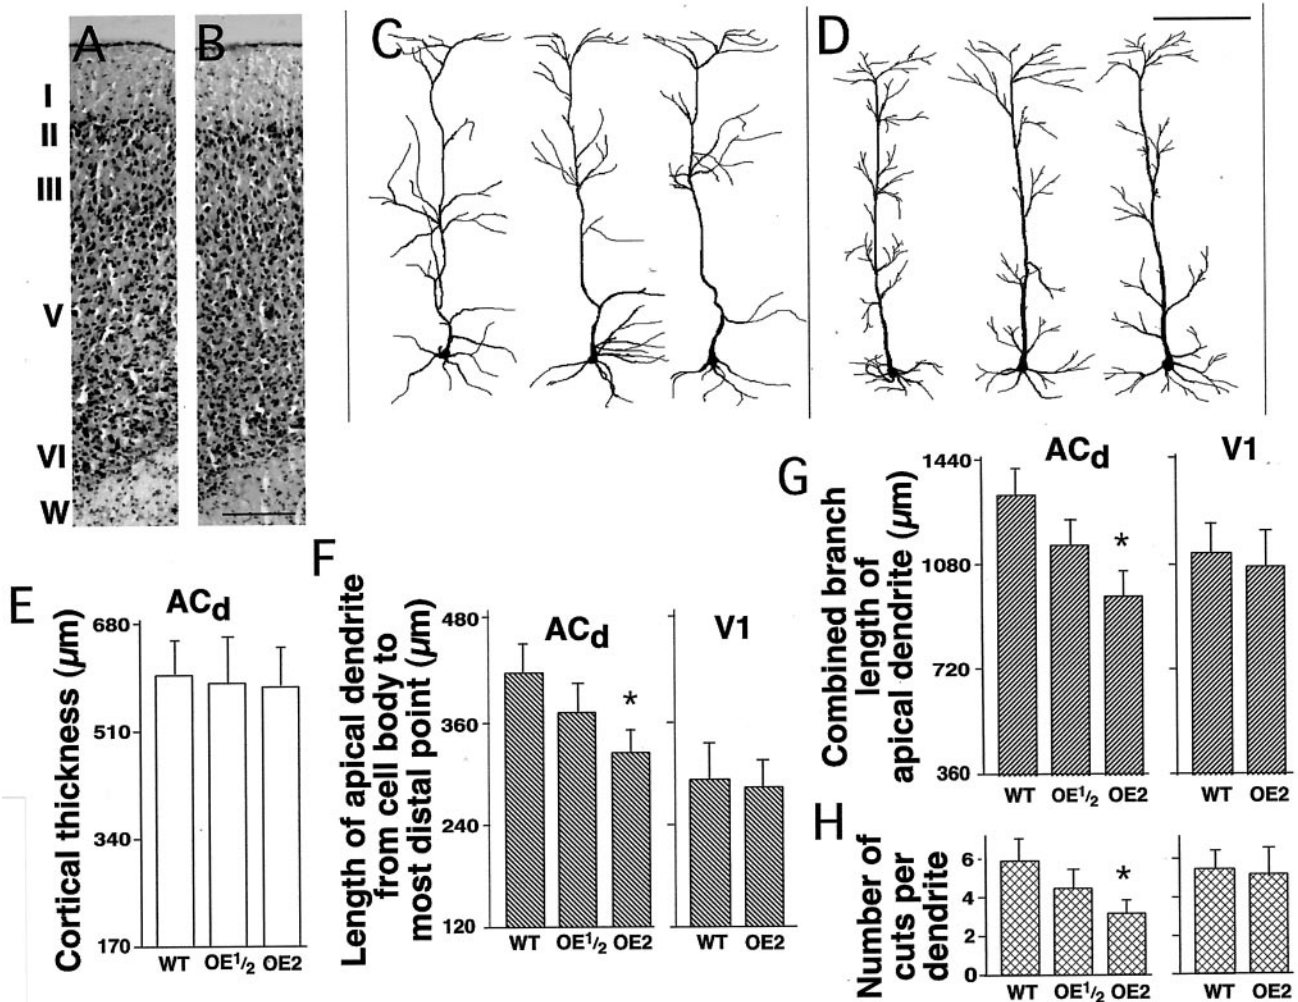 A
B
C
D
I
II
III
V
VI
W
E
Cortical thickness (µm)
ACd
680
510
340
170
WT OE1/2 OE2
F
Length of apical dendrite
from cell body to
most distal point (µm)
ACd
V1
480
360
240
120
WT OE1/2 OE2
WT OE2
G
Combined branch
length of
apical dendrite (µm)
ACd
V1
1440
1080
720
360
*
*
WT OE1/2 OE2
WT OE2
H
Number of
cuts per
dendrite
6
4
2
0
*
WT OE1/2 OE2
WT OE2